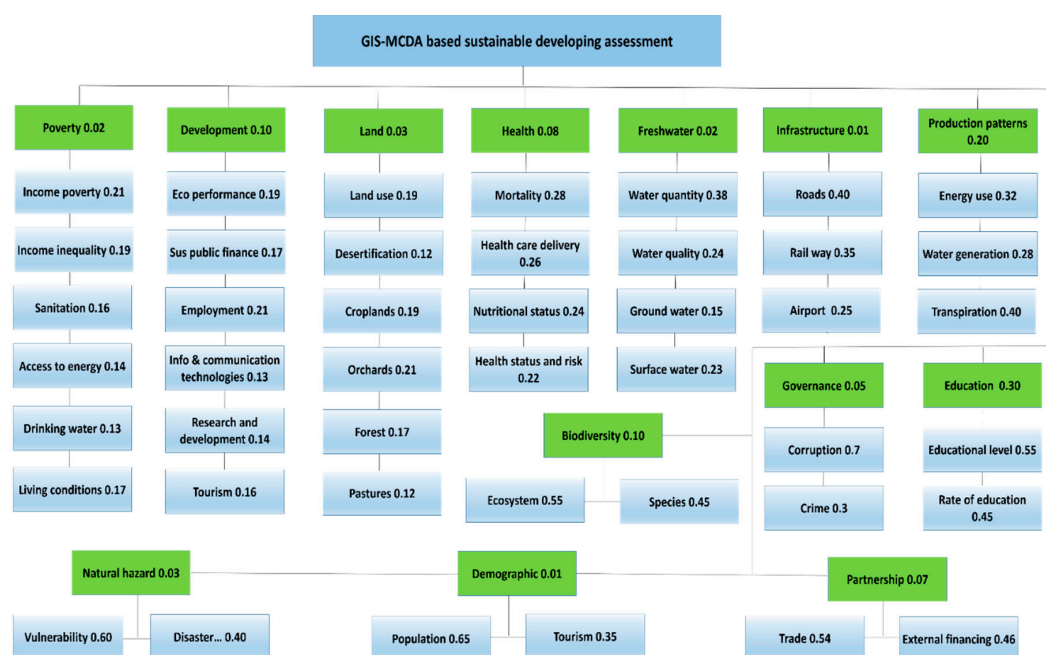 GIS-MCDA based sustainable developing assessment
Poverty 0.02
Income poverty 0.21
Income inequality 0.19
Sanitation 0.16
Access to energy 0.14
Drinking water 0.13
Living conditions 0.17
Development 0.10
Eco performance 0.19
Sus public finance 0.17
Employment 0.21
Info & communication
technologies 0.13
Research and
development 0.14
Tourism 0.16
Land 0.03
Land use 0.19
Desertification 0.12
Croplands 0.19
Orchards 0.21
Forest 0.17
Pastures 0.12
Health 0.08
Mortality 0.28
Health care delivery
0.26
Nutritional status 0.24
Health status and risk
0.22
Freshwater 0.02
Water quantity 0.38
Water quality 0.24
Ground water 0.15
Surface water 0.23
Infrastructure 0.01
Roads 0.40
Rail way 0.35
Airport 0.25
Production patterns
0.20
Energy use 0.32
Water generation 0.28
Transpiration 0.40
Governance 0.05
Corruption 0.7
Crime 0.3
Education 0.30
Educational level 0.55
Rate of education
0.45
Biodiversity 0.10
Ecosystem 0.55
Species 0.45
Natural hazard 0.03
Vulnerability 0.60
Disaster... 0.40
Demographic 0.01
Population 0.65
Tourism 0.35
Partnership 0.07
Trade 0.54
External financing 0.46